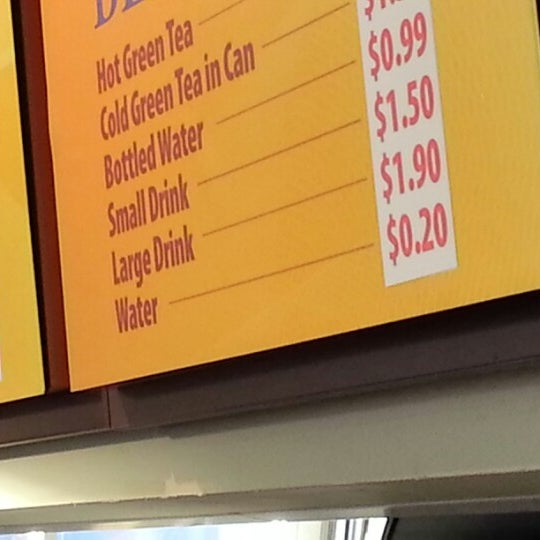 Hot Green Tea
Cold Green Tea in Can
Bottled Water $0.99
Small Drink $1.50
Large Drink $1.90
Water $0.20